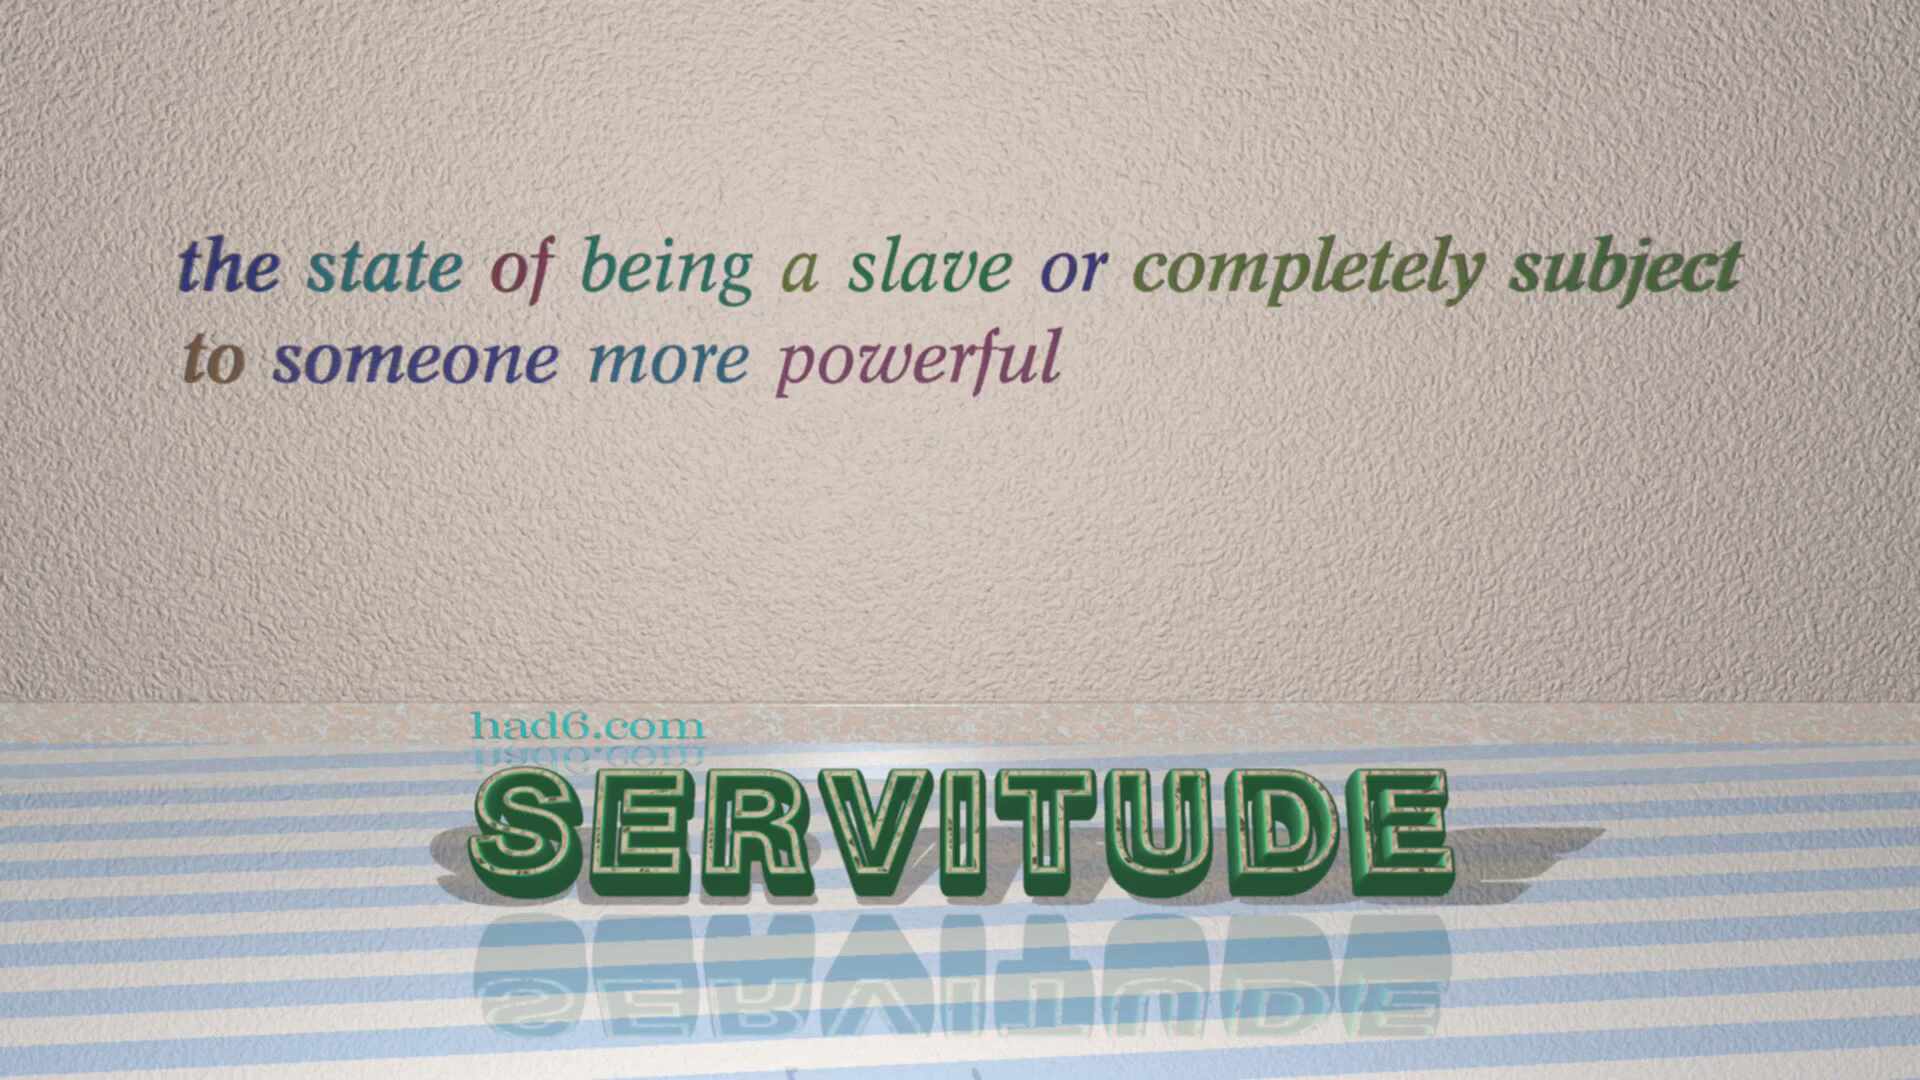 the state of being a slave or completely subject
to someone more powerful
had6.com
SERVITUDE